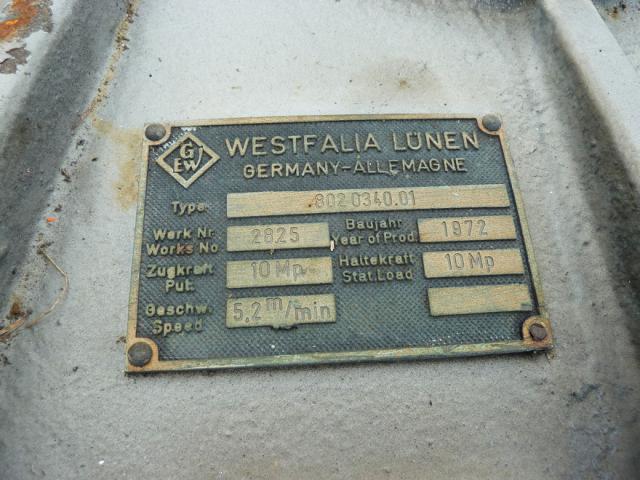 GEW
WESTFALIA LÜNEN
GERMANY-ALLEMAGNE
Type 802 0340.01
Werk Nr. Works No. 2825 Baujahr Year of Prod. 1972
Zugkraft Pull 10 Mp Haltekraft Stat. Load 10 Mp
Geschw. Speed 5,2 m/min